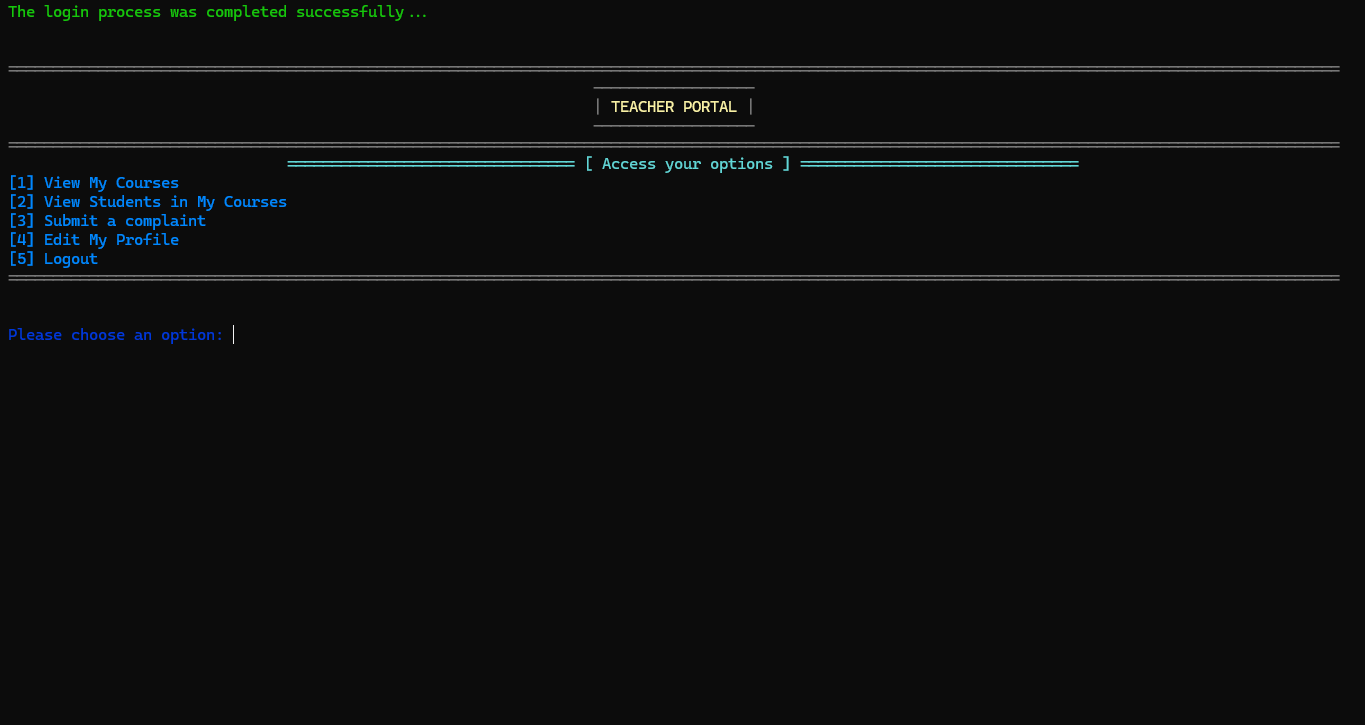 The login process was completed successfully...
| TEACHER PORTAL |
[ Access your options ]
[1] View My Courses
[2] View Students in My Courses
[3] Submit a complaint
[4] Edit My Profile
[5] Logout
Please choose an option: